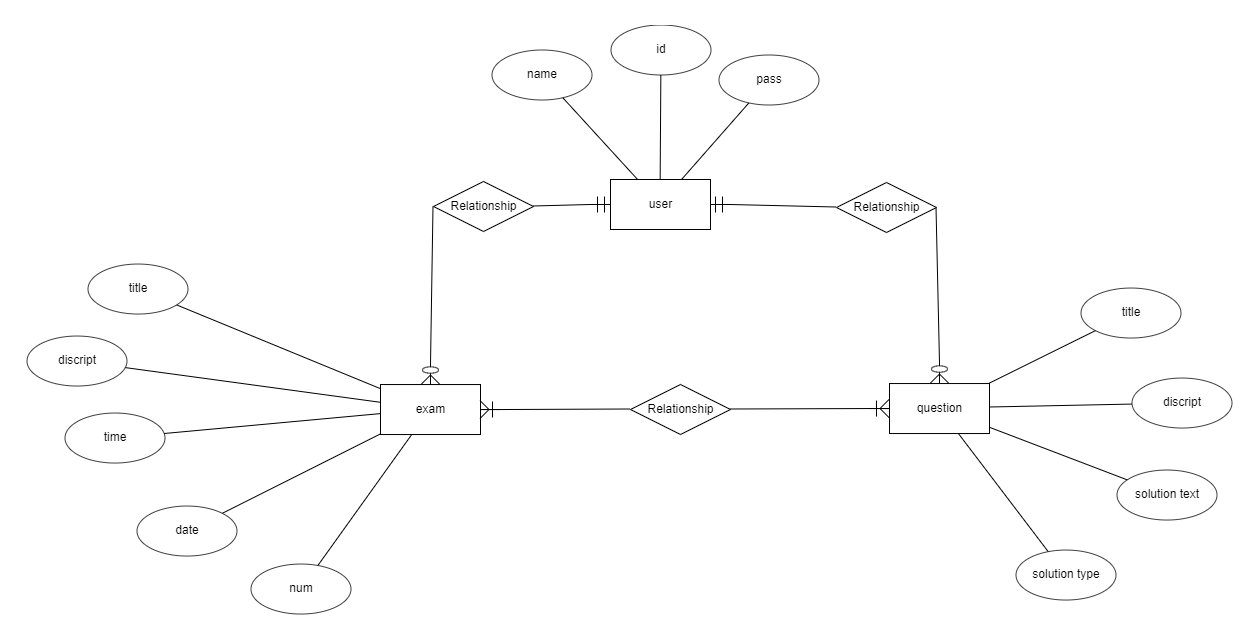 id
name
pass
Relationship
user
Relationship
title
title
discript
discript
exam
Relationship
question
time
solution text
date
solution type
num